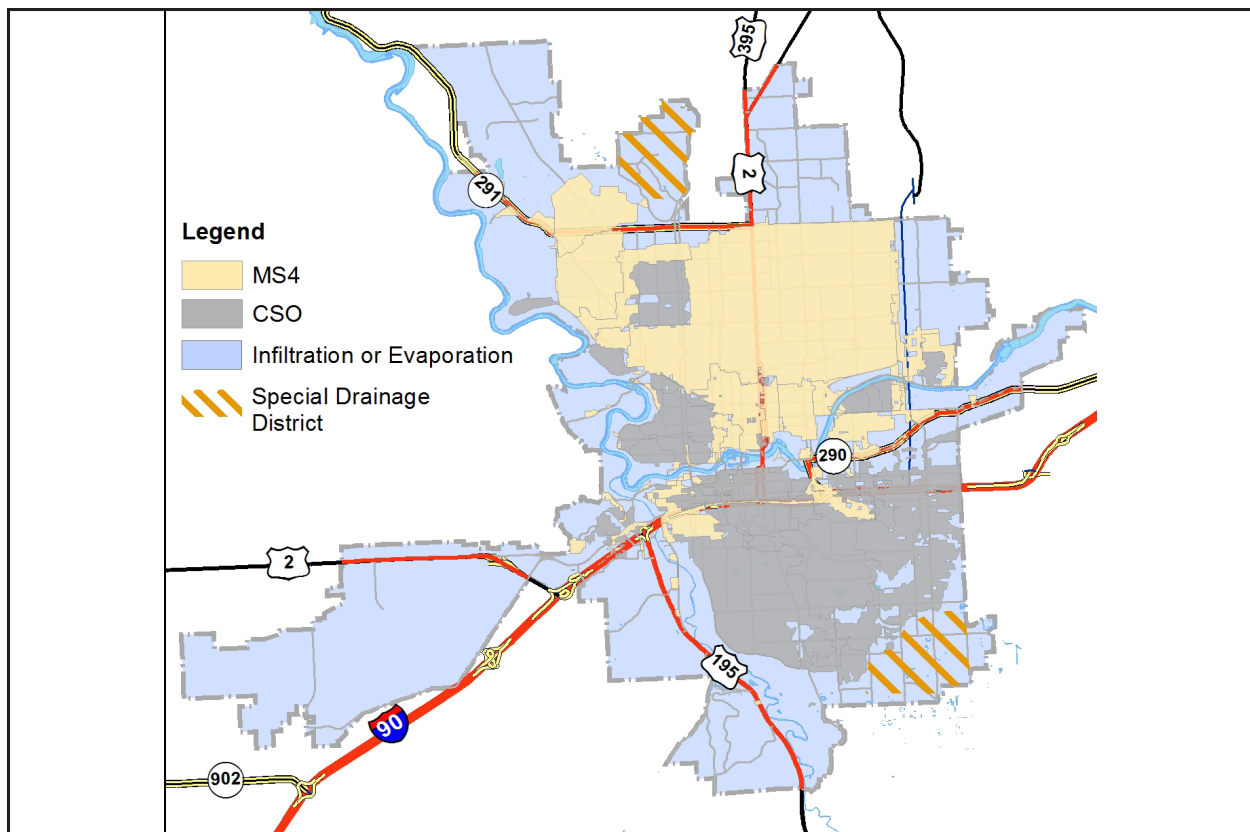 395
2
291
Legend
MS4
CSO
Infiltration or Evaporation
Special Drainage
District
290
2
195
90
902